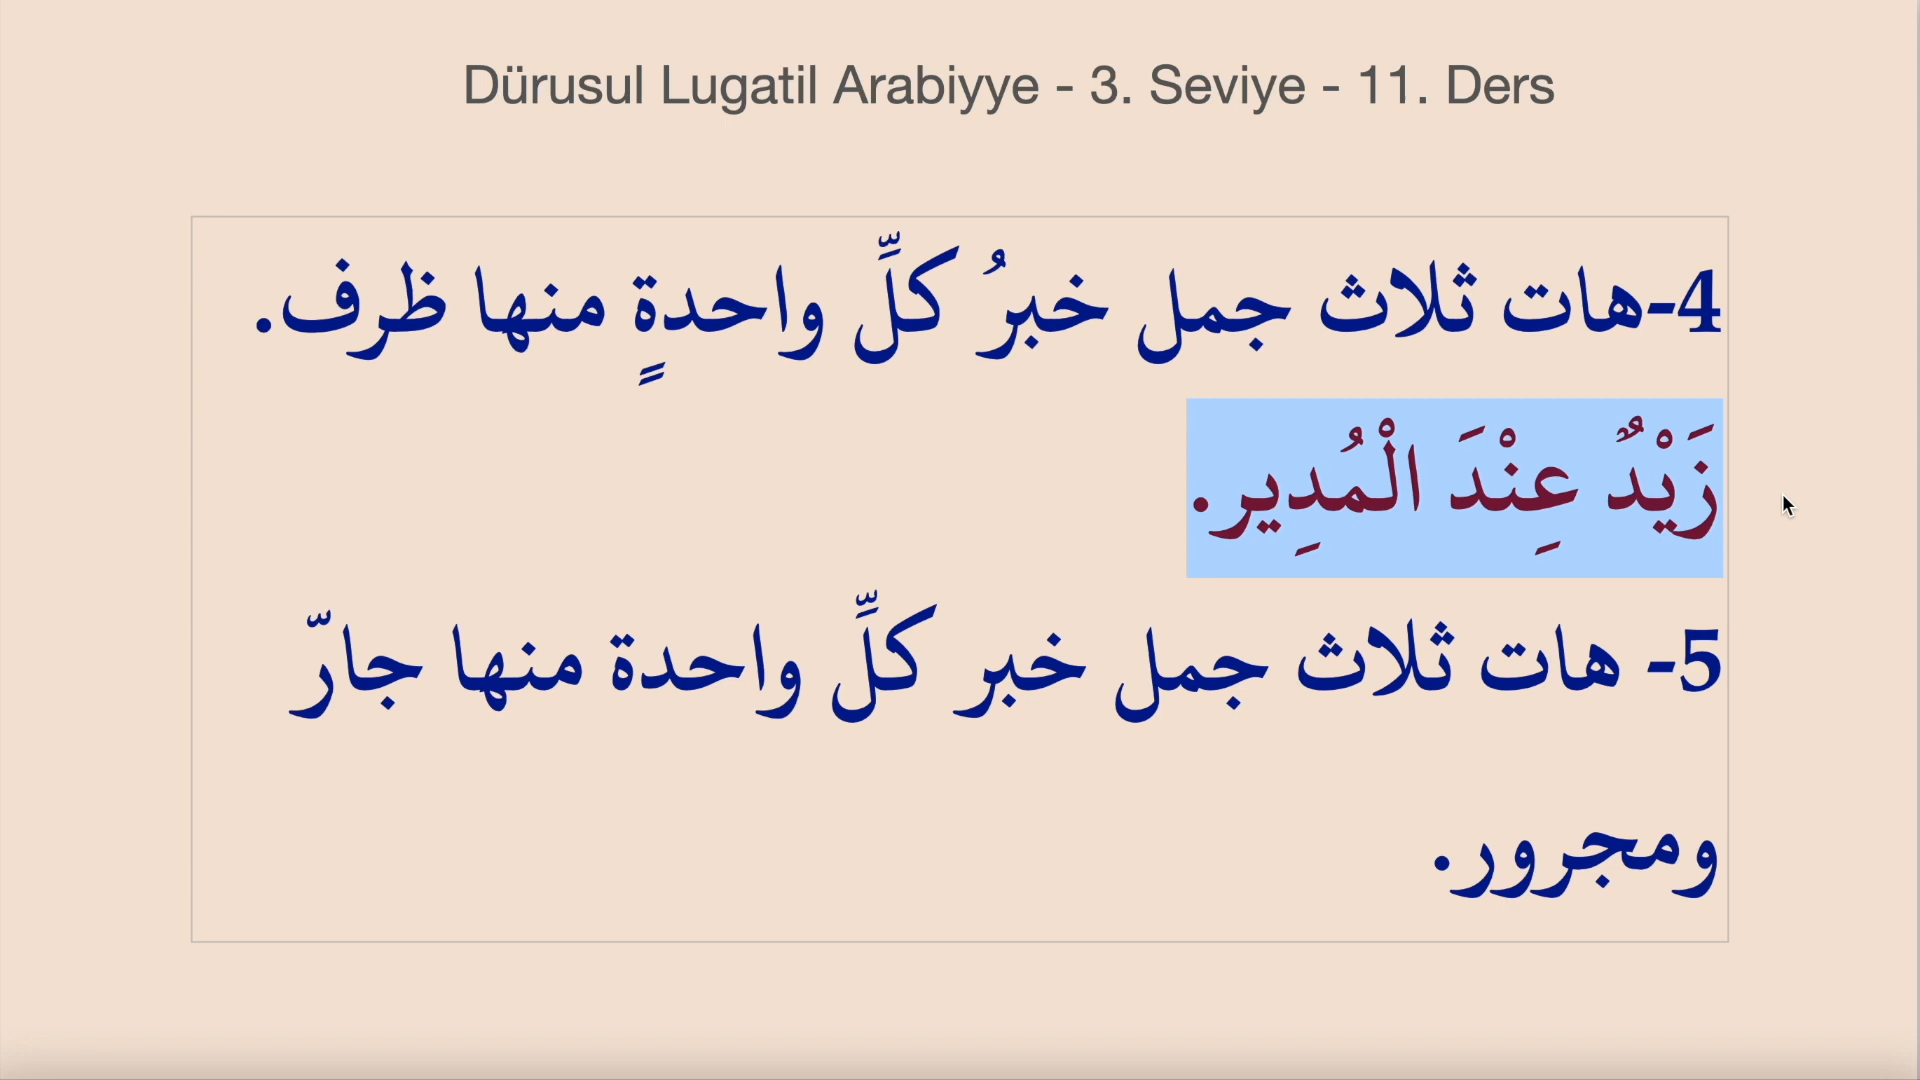 Dürusul Lugatil Arabiyye - 3. Seviye - 11. Ders
4-هات ثلاث جمل خبرُ كلِّ واحدةٍ منها ظرف.
زَيْدٌ عِنْدَ الْمُدِير.
5- هات ثلاث جمل خبر كلِّ واحدة منها جارّ
ومجرور.